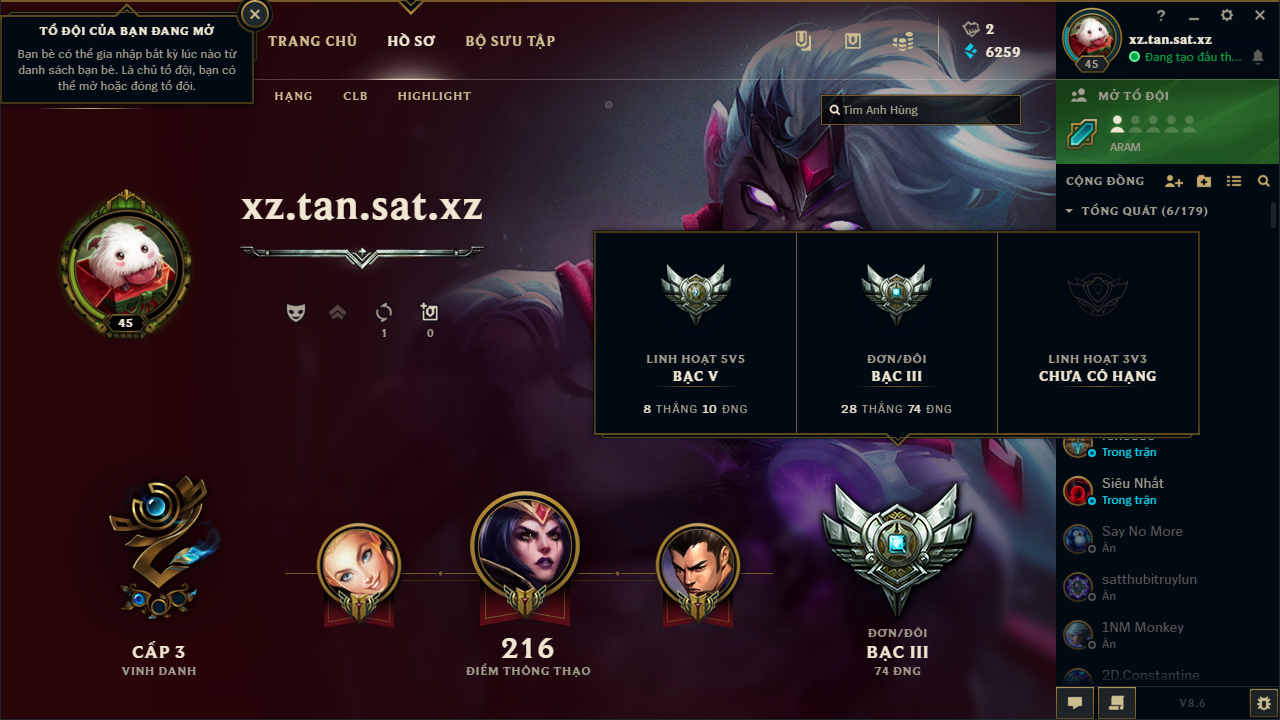 TỔ ĐỘI CỦA BẠN ĐANG MỞ
Bạn bè có thể gia nhập bất kỳ lúc nào từ
danh sách bạn bè. Là chủ tổ đội, bạn có
thể mở hoặc đóng tổ đội.
TRANG CHỦ
HỒ SƠ
BỘ SƯU TẬP
2
6259
HẠNG
CLB
HIGHLIGHT
Tìm Anh Hùng
xz.tan.sat.xz
Đang tạo đấu th...
45
MỞ TỔ ĐỘI
ARAM
CỘNG ĐỒNG
TỔNG QUÁT (6/179)
xz.tan.sat.xz
45
1
0
LINH HOẠT 5V5
BẠC V
8 THẮNG 10 ĐNG
ĐƠN/ĐÔI
BẠC III
28 THẮNG 74 ĐNG
LINH HOẠT 3V3
CHƯA CÓ HẠNG
Trong trận
Siêu Nhất
Trong trận
Say No More
Ẩn
satthubitruylun
Ẩn
1NM Monkey
Ẩn
2D.Constantine
CẤP 3
VINH DANH
216
ĐIỂM THÔNG THẠO
ĐƠN/ĐÔI
BẠC III
74 ĐNG
V8.6